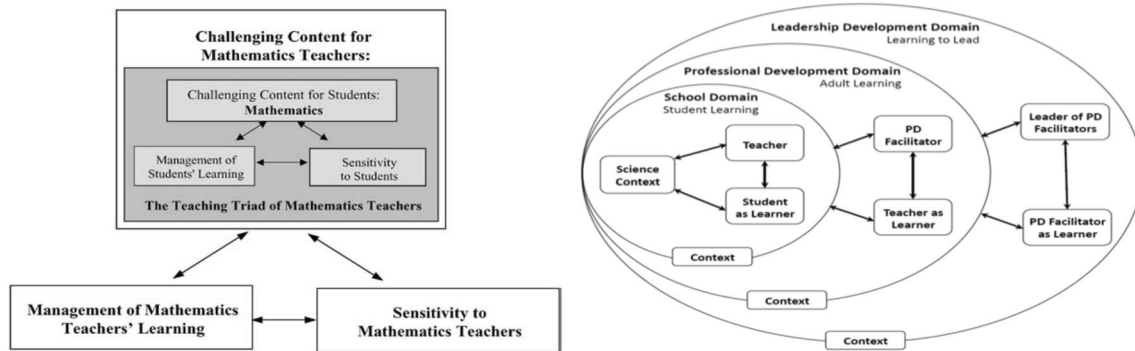 Challenging Content for
Mathematics Teachers:
Challenging Content for Students:
Mathematics
Management of
Students' Learning
Sensitivity
to Students
The Teaching Triad of Mathematics Teachers
Management of Mathematics
Teachers’ Learning
Sensitivity to
Mathematics Teachers
Leadership Development Domain
Learning to Lead
Professional Development Domain
Adult Learning
School Domain
Student Learning
Science
Context
Teacher
Student
as Learner
PD
Facilitator
Teacher as
Learner
Leader of PD
Facilitators
PD Facilitator
as Learner
Context
Context
Context